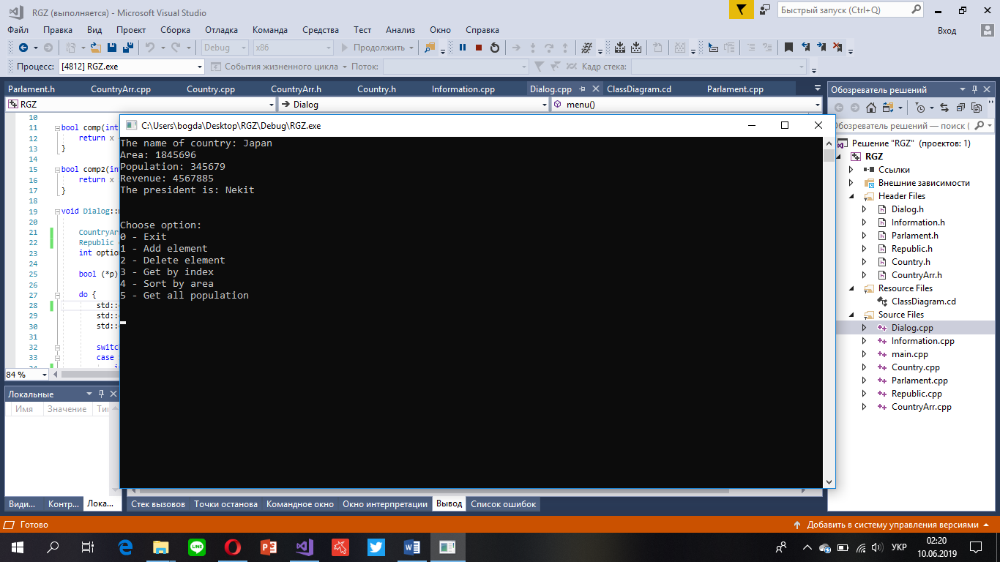 RGZ (выполняется) - Microsoft Visual Studio
Быстрый запуск (Ctrl+Q)
Файл Правка Вид Проект Сборка Отладка Команда Средства Тест Анализ Окно Справка Вход
Debug x86 Продолжить
Процесс: [4812] RGZ.exe События жизненного цикла Поток: Кадр стека:
Parlament.h CountryArr.cpp Country.cpp CountryArr.h Country.h Information.cpp Dialog.cpp ClassDiagram.cd Parlament.cpp
RGZ Dialog menu()
10
11 bool comp(int
12 return x
13 }
14
15 bool comp2(int
16 return x
17 }
18
19 void Dialog::
20
21 CountryAr
22 Republic
23 int optio
24
25 bool (*p)
26
27 do {
28 std::
29 std::
30 std::
31
32 switch
33 case
84 %
C:\Users\bogda\Desktop\RGZ\Debug\RGZ.exe
The name of country: Japan
Area: 1845696
Population: 345679
Revenue: 4567885
The president is: Nekit
Choose option:
0 - Exit
1 - Add element
2 - Delete element
3 - Get by index
4 - Sort by area
5 - Get all population
Обозреватель решений
Обозреватель решений — поиск (
Решение "RGZ" (проектов: 1)
RGZ
Ссылки
Внешние зависимости
Header Files
Dialog.h
Information.h
Parlament.h
Republic.h
Country.h
CountryArr.h
Resource Files
ClassDiagram.cd
Source Files
Dialog.cpp
Information.cpp
main.cpp
Country.cpp
Parlament.cpp
Republic.cpp
CountryArr.cpp
Локальные
Имя Значение Тип
Види... Контр... Лока... Стек вызовов Точки останова Командное окно Окно интерпретации Вывод Список ошибок
Готово Добавить в систему управления версиями
УКР 02:20
10.06.2019